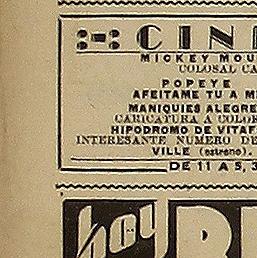 CINE
MICKEY MOU
COLOSAL CA
POPEYE
AFEITAME TU A M
MANIQUIES ALEGRE
CARICATURA A COLOR
HIPODROMO DE VITAF
INTERESANTE NUMERO DE
VILLE (estreno).
DE 11 A 5, 3
hoy